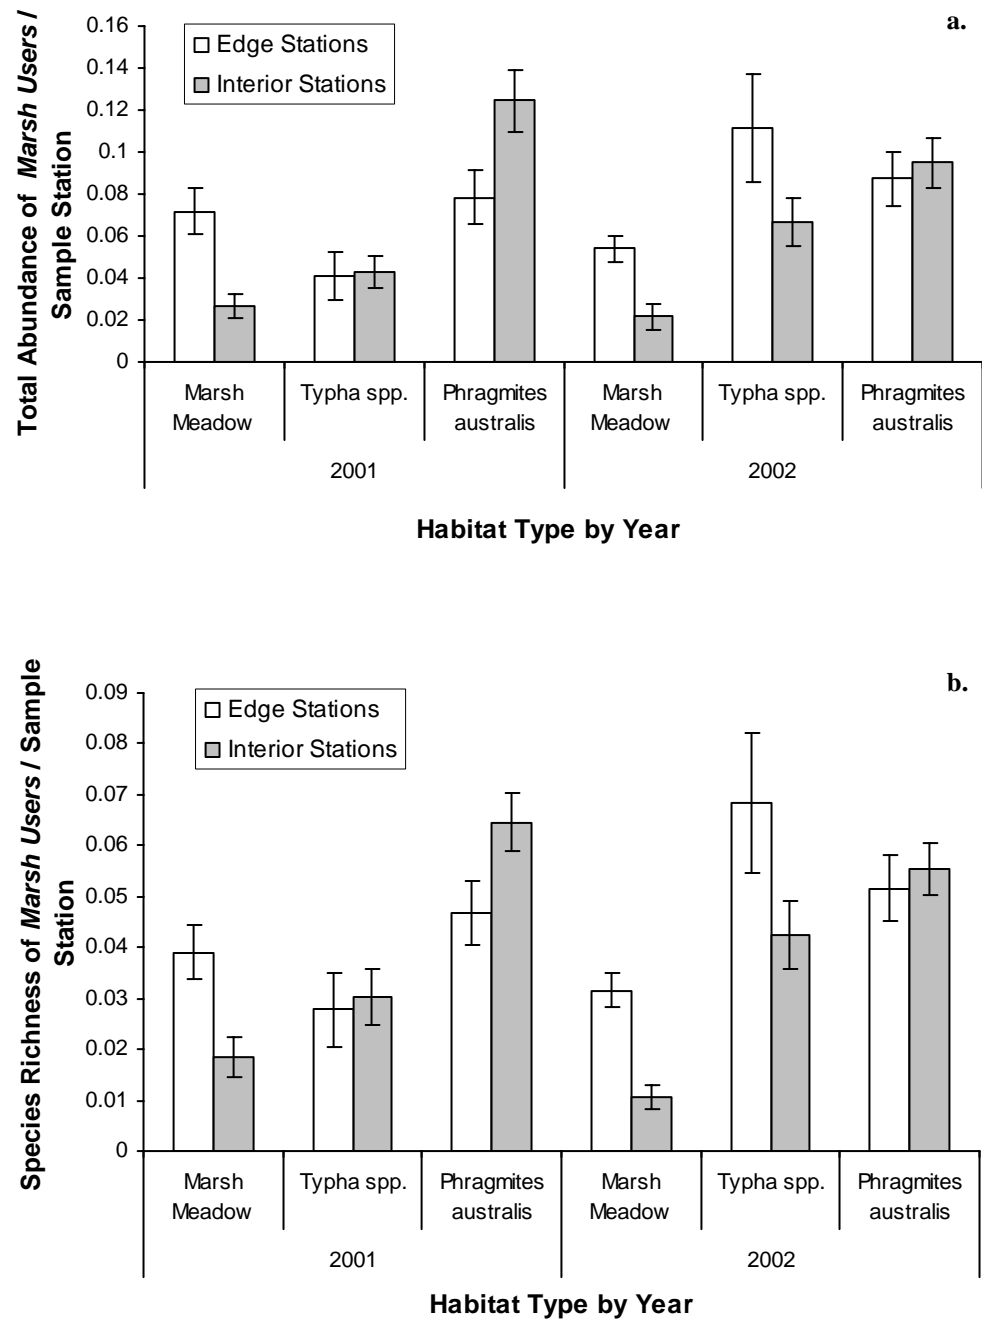 a.
Total Abundance of Marsh Users /
Sample Station
0.16
0.14
0.12
0.1
0.08
0.06
0.04
0.02
0
Edge Stations
Interior Stations
Marsh
Meadow
Typha spp.
Phragmites
australis
Marsh
Meadow
Typha spp.
Phragmites
australis
2001
2002
Habitat Type by Year
b.
Species Richness of Marsh Users / Sample
Station
0.09
0.08
0.07
0.06
0.05
0.04
0.03
0.02
0.01
0
Edge Stations
Interior Stations
Marsh
Meadow
Typha spp.
Phragmites
australis
Marsh
Meadow
Typha spp.
Phragmites
australis
2001
2002
Habitat Type by Year